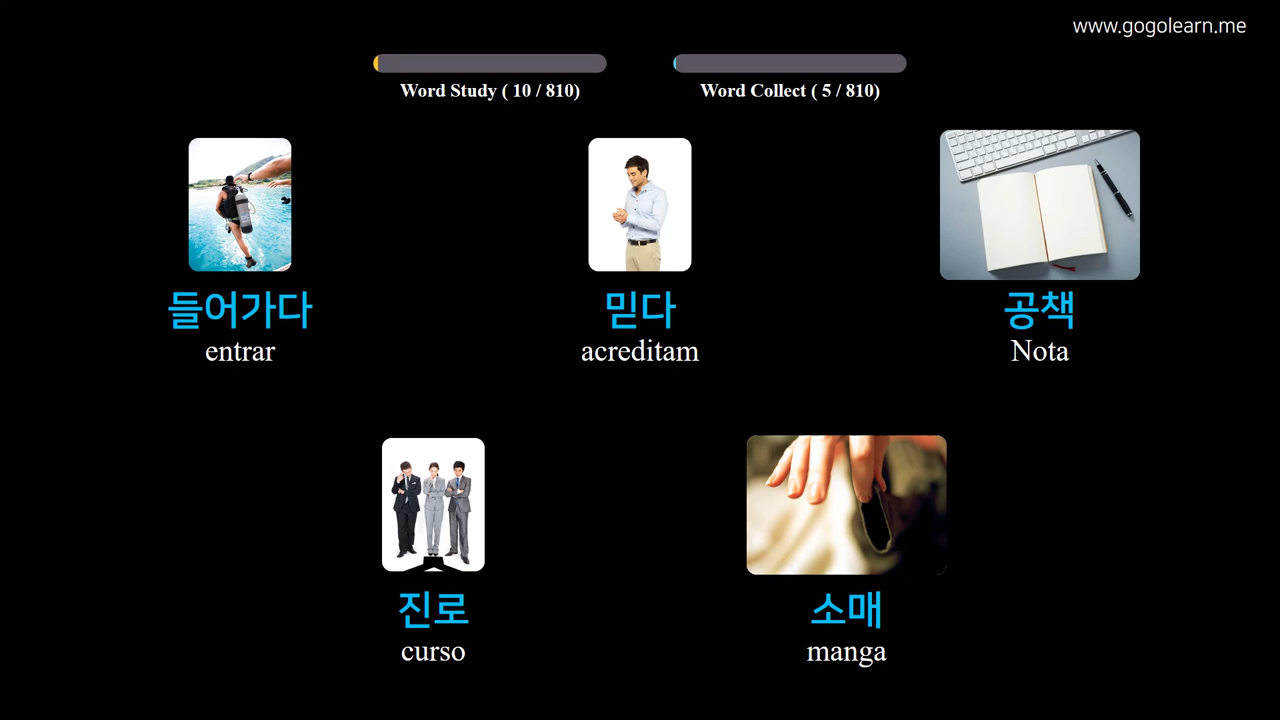 www.gogolearn.me
Word Study ( 10 / 810)
Word Collect ( 5 / 810)
들어가다
entrar
믿다
acreditam
공책
Nota
진로
curso
소매
manga